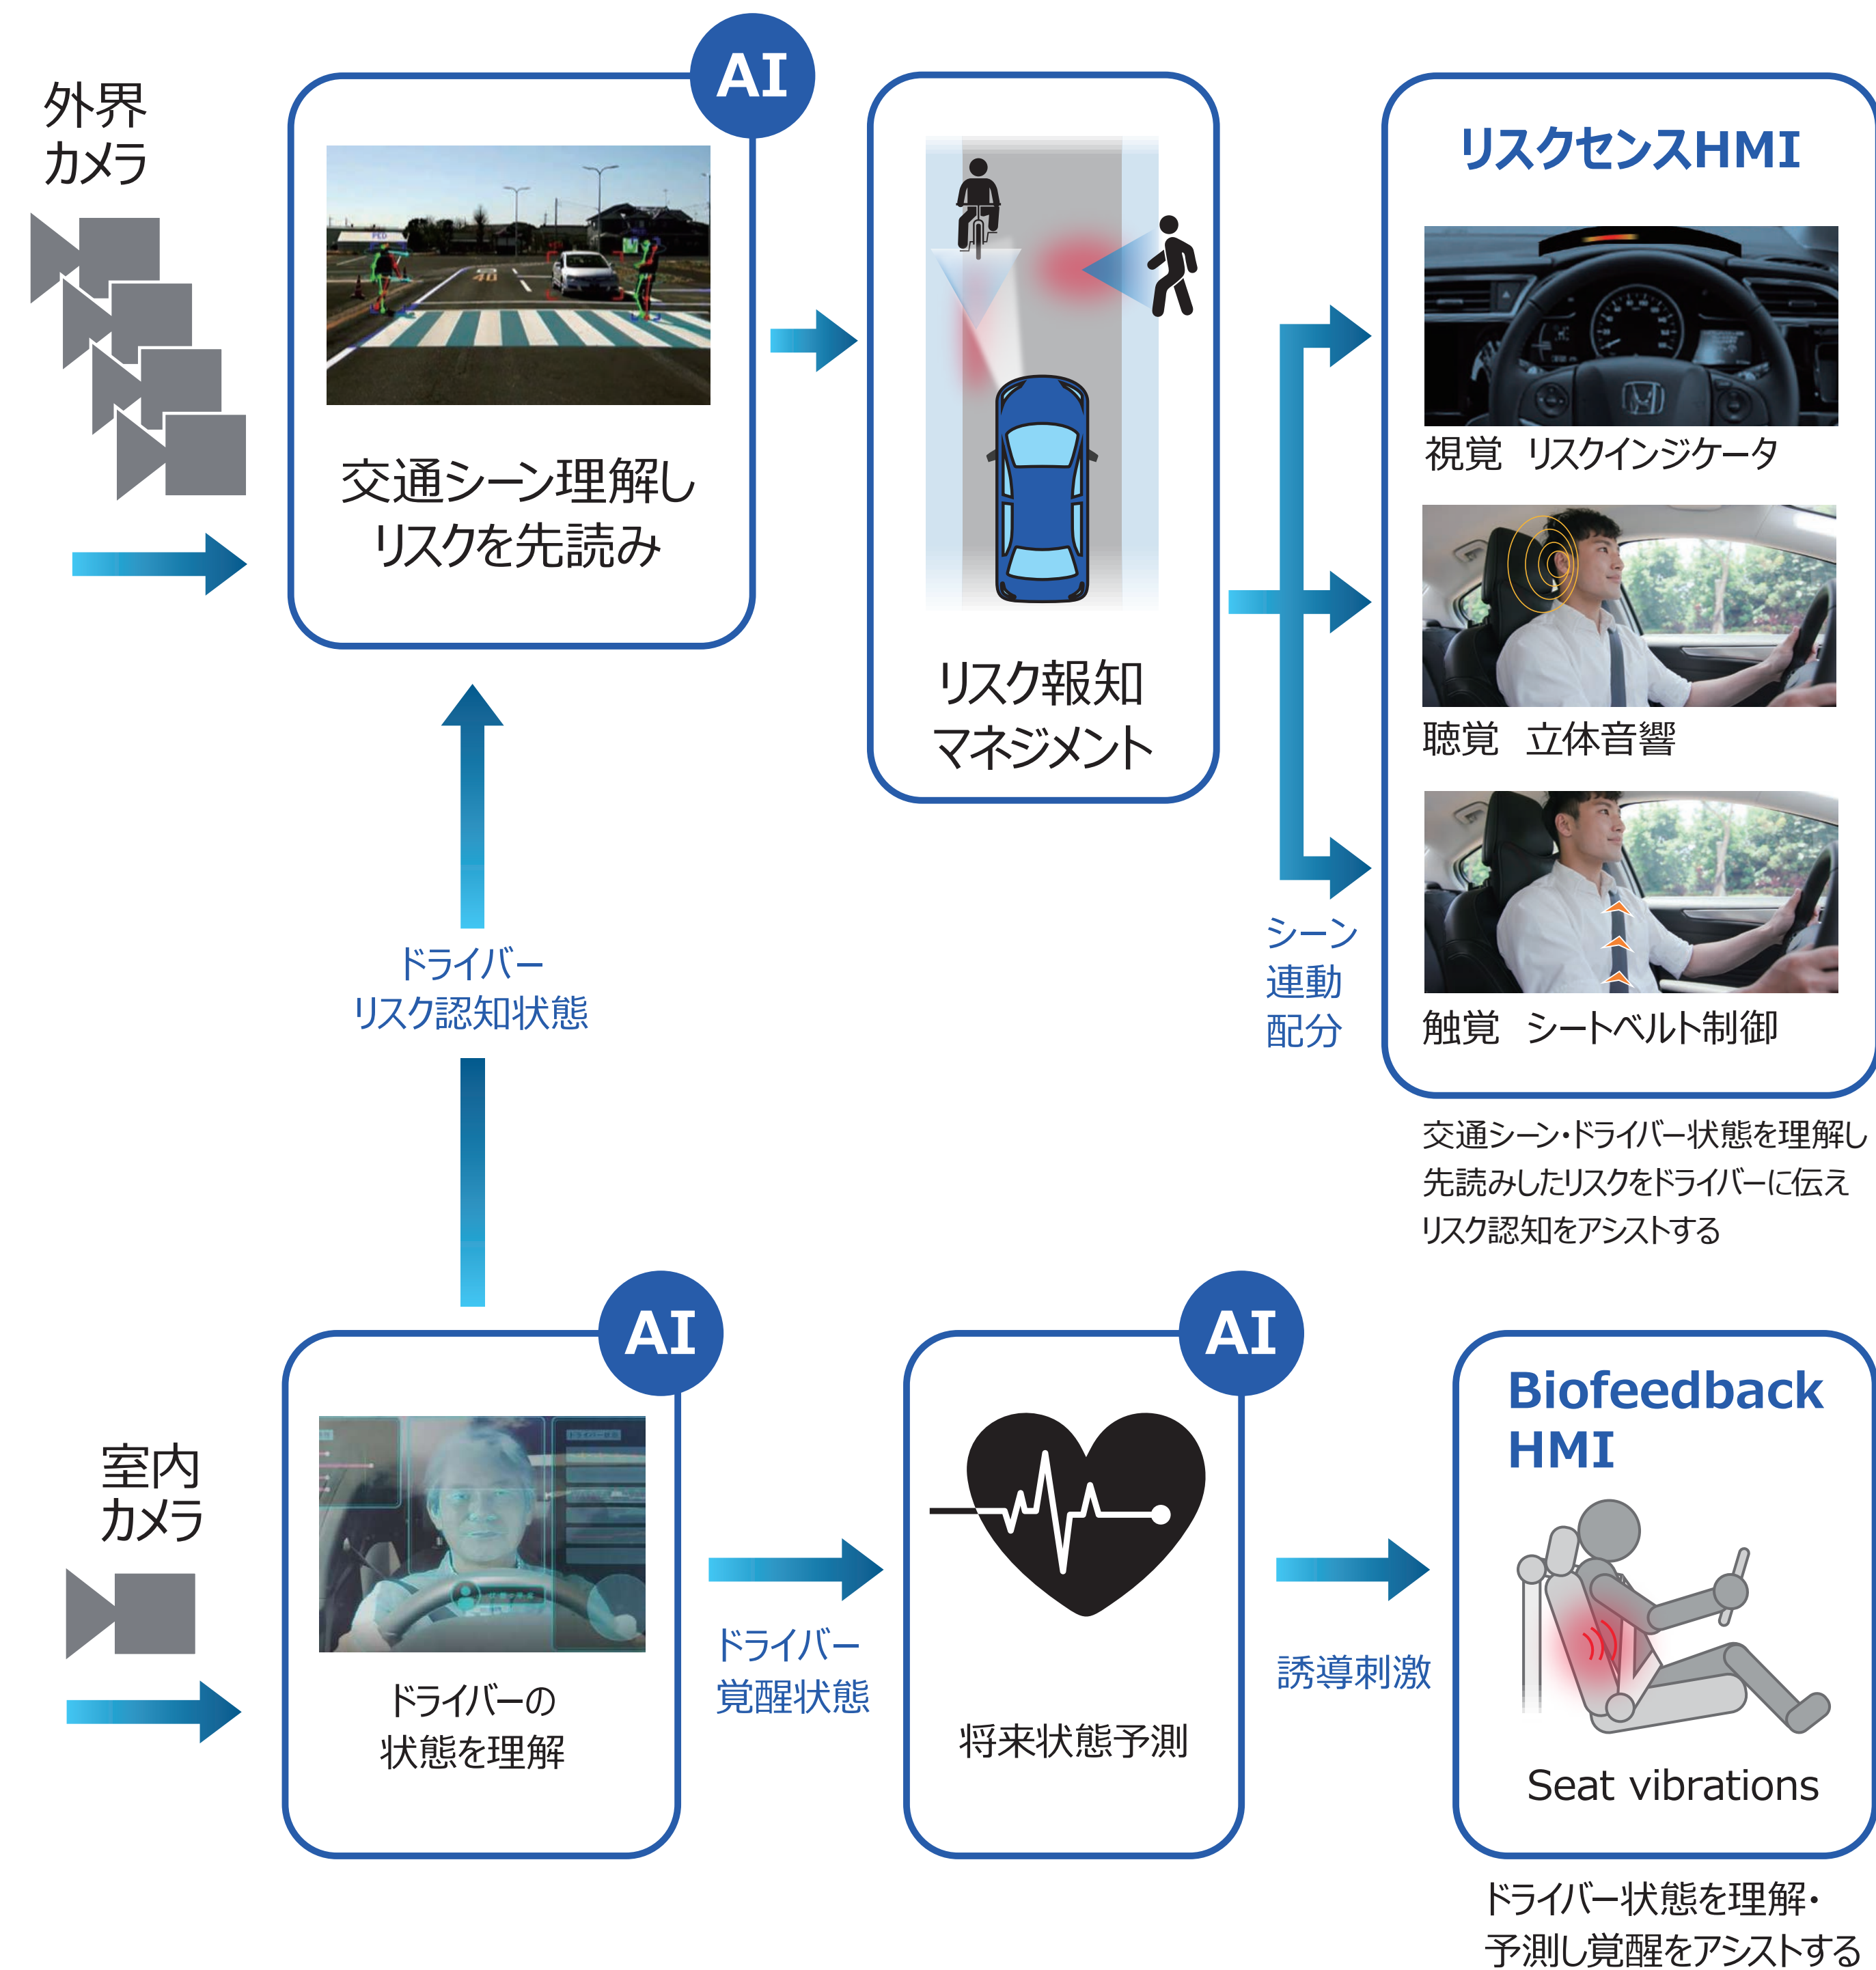 外界
カメラ
AI
交通シーン理解し
リスクを先読み
リスク報知
マネジメント
シーン
連動
配分
リスクセンスHMI
視覚 リスクインジケータ
聴覚 立体音響
触覚 シートベルト制御
交通シーン・ドライバー状態を理解し
先読みしたリスクをドライバーに伝え
リスク認知をアシストする
ドライバー
リスク認知状態
室内
カメラ
AI
ドライバーの
状態を理解
ドライバー
覚醒状態
AI
将来状態予測
誘導刺激
Biofeedback
HMI
Seat vibrations
ドライバー状態を理解・
予測し覚醒をアシストする